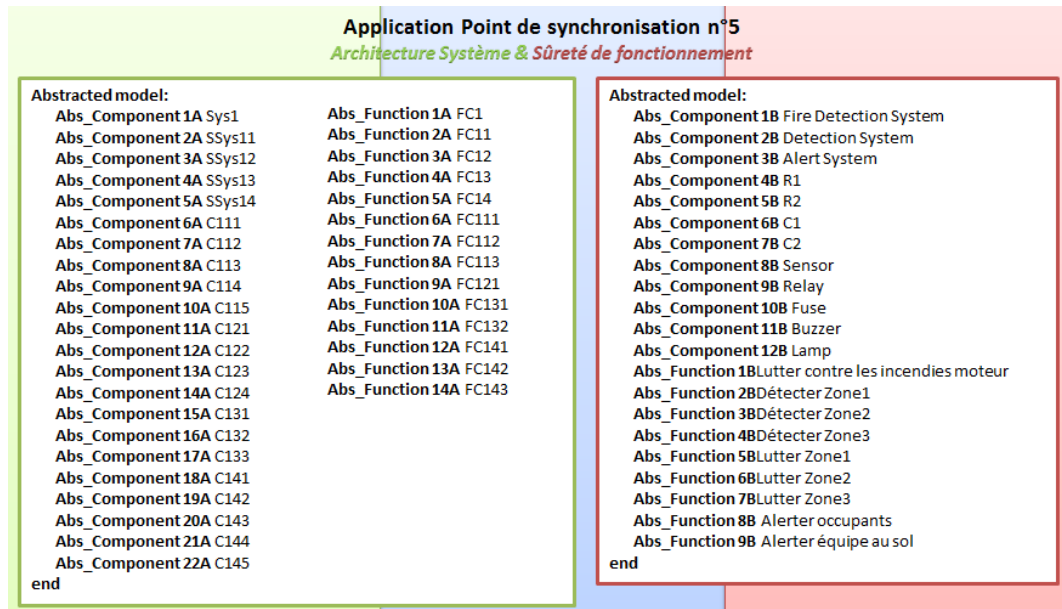 Application Point de synchronisation n°5
Architecture Système & Sûreté de fonctionnement
Abstracted model:
Abs_Component 1A Sys1
Abs_Component 2A SSys11
Abs_Component 3A SSys12
Abs_Component 4A SSys13
Abs_Component 5A SSys14
Abs_Component 6A C111
Abs_Component 7A C112
Abs_Component 8A C113
Abs_Component 9A C114
Abs_Component 10A C115
Abs_Component 11A C121
Abs_Component 12A C122
Abs_Component 13A C123
Abs_Component 14A C124
Abs_Component 15A C131
Abs_Component 16A C132
Abs_Component 17A C133
Abs_Component 18A C141
Abs_Component 19A C142
Abs_Component 20A C143
Abs_Component 21A C144
Abs_Component 22A C145
end
Abs_Function 1A FC1
Abs_Function 2A FC11
Abs_Function 3A FC12
Abs_Function 4A FC13
Abs_Function 5A FC14
Abs_Function 6A FC111
Abs_Function 7A FC112
Abs_Function 8A FC113
Abs_Function 9A FC121
Abs_Function 10A FC131
Abs_Function 11A FC132
Abs_Function 12A FC141
Abs_Function 13A FC142
Abs_Function 14A FC143
Abstracted model:
Abs_Component 1B Fire Detection System
Abs_Component 2B Detection System
Abs_Component 3B Alert System
Abs_Component 4B R1
Abs_Component 5B R2
Abs_Component 6B C1
Abs_Component 7B C2
Abs_Component 8B Sensor
Abs_Component 9B Relay
Abs_Component 10B Fuse
Abs_Component 11B Buzzer
Abs_Component 12B Lamp
Abs_Function 1BLutter contre les incendies moteur
Abs_Function 2BDétecter Zone1
Abs_Function 3BDétecter Zone2
Abs_Function 4BDétecter Zone3
Abs_Function 5BLutter Zone1
Abs_Function 6BLutter Zone2
Abs_Function 7BLutter Zone3
Abs_Function 8B Alerter occupants
Abs_Function 9B Alerter équipe au sol
end